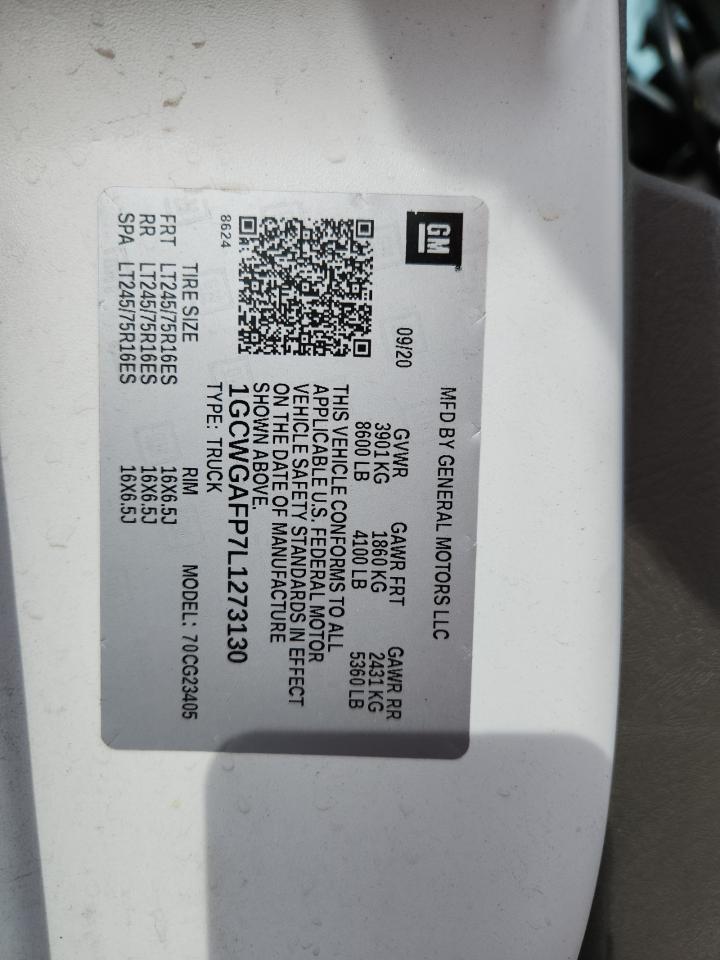 GM
MFD BY GENERAL MOTORS LLC
09/20
GVWR GAWR FRT GAWR RR
3901 KG 1860 KG 2431 KG
8600 LB 4100 LB 5360 LB
THIS VEHICLE CONFORMS TO ALL
APPLICABLE U.S. FEDERAL MOTOR
VEHICLE SAFETY STANDARDS IN EFFECT
ON THE DATE OF MANUFACTURE
SHOWN ABOVE.
1GCWGAFP7L1273130
8624
TYPE: TRUCK
TIRE SIZE RIM MODEL: 70CG23405
FRT LT245/75R16ES 16X6.5J
RR LT245/75R16ES 16X6.5J
SPA LT245/75R16ES 16X6.5J